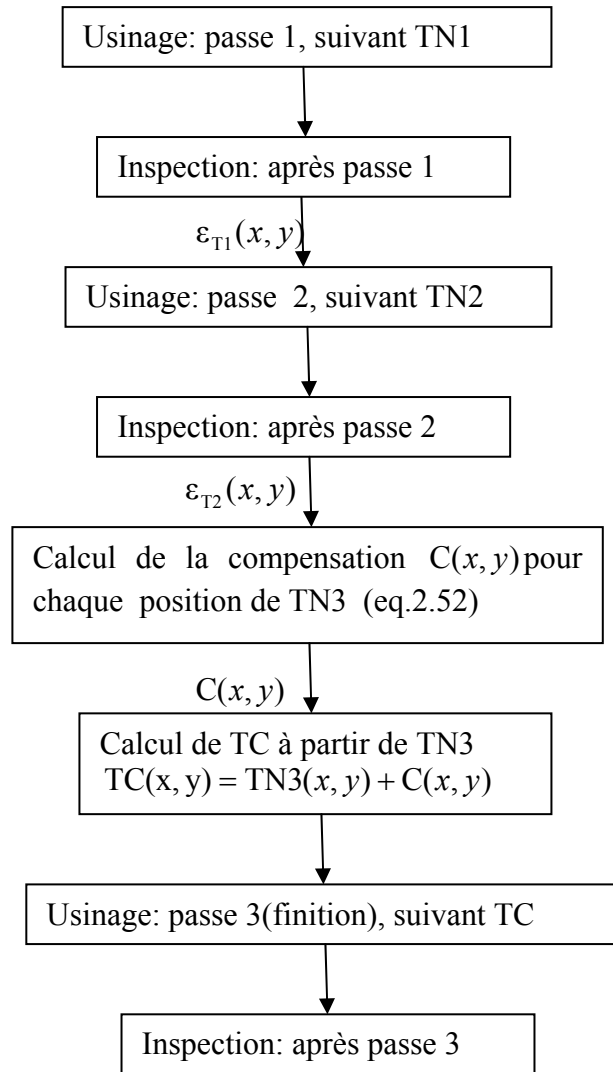 Usinage: passe 1, suivant TN1
Inspection: après passe 1
ε_T1(x, y)
Usinage: passe 2, suivant TN2
Inspection: après passe 2
ε_T2(x, y)
Calcul de la compensation C(x, y) pour
chaque position de TN3 (eq.2.52)
C(x, y)
Calcul de TC à partir de TN3
TC(x, y) = TN3(x, y) + C(x, y)
Usinage: passe 3(finition), suivant TC
Inspection: après passe 3